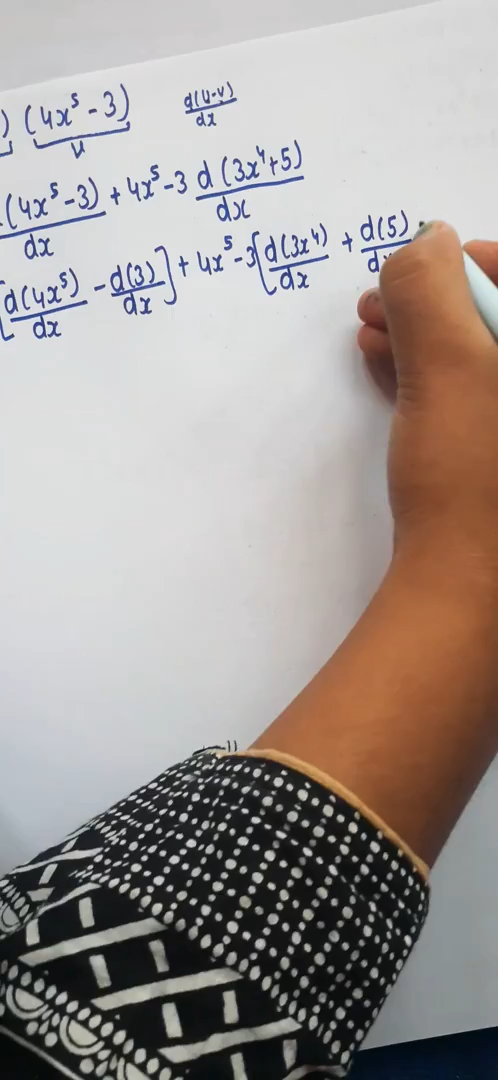 ) (4x⁵ - 3) d(u·v)/dx
u
(4x⁵ - 3)/dx + 4x⁵ - 3 d(3x⁴ + 5)/dx
[d(4x⁵)/dx - d(3)/dx] + 4x⁵ - 3[d(3x⁴)/dx + d(5)/dx